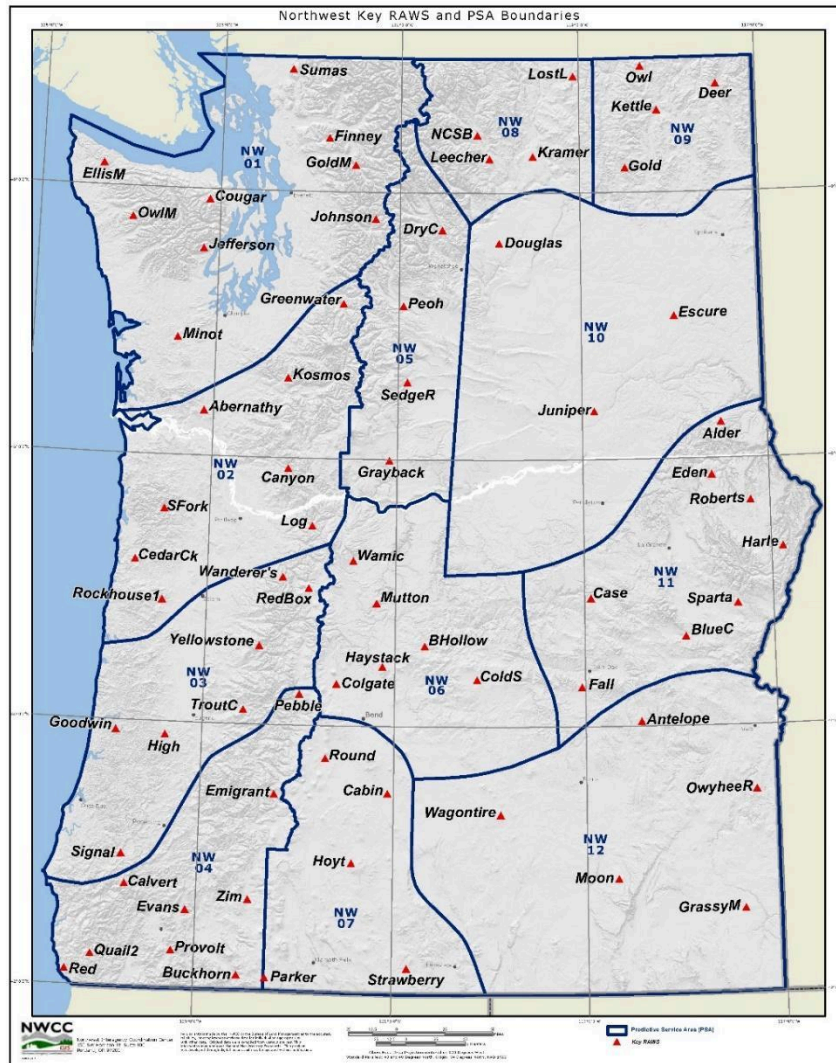 Northwest Key RAWS and PSA Boundaries
Sumas
LostL
Owl
Deer
Kettle
NW
08
NW
09
NCSB
Finney
NW
01
Leecher
Kramer
GoldM
Gold
EllisM
Cougar
OwlM
Johnson
DryC
Jefferson
Douglas
Greenwater
Peoh
Escure
Minot
NW
05
NW
10
Kosmos
SedgeR
Abernathy
Juniper
Alder
NW
02
Canyon
Grayback
Eden
Roberts
SFork
Log
Harle
CedarCk
Wamic
Wanderer's
NW
11
Rockhouse1
RedBox
Mutton
Case
Sparta
Yellowstone
BHollow
BlueC
NW
03
Haystack
NW
06
ColdS
Colgate
Fall
TroutC
Pebble
Bend
Goodwin
High
Antelope
Round
Emigrant
Cabin
OwyheeR
Wagontire
Signal
NW
04
Hoyt
NW
12
Calvert
Zim
Moon
Evans
NW
07
GrassyM
Quail2
Provolt
Red
Buckhorn
Parker
Strawberry
NWCC
Predictive Service Area (PSA)
Key RAWS